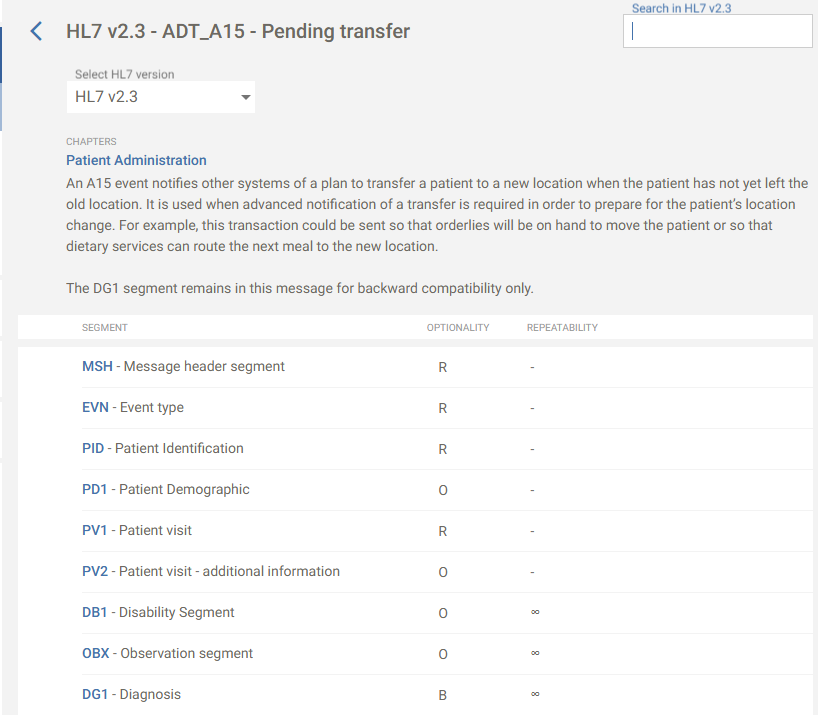 Search in HL7 v2.3
HL7 v2.3 - ADT_A15 - Pending transfer
Select HL7 version
HL7 v2.3
CHAPTERS
Patient Administration
An A15 event notifies other systems of a plan to transfer a patient to a new location when the patient has not yet left the
old location. It is used when advanced notification of a transfer is required in order to prepare for the patient’s location
change. For example, this transaction could be sent so that orderlies will be on hand to move the patient or so that
dietary services can route the next meal to the new location.
The DG1 segment remains in this message for backward compatibility only.
SEGMENT OPTIONALITY REPEATABILITY
MSH - Message header segment R -
EVN - Event type R -
PID - Patient Identification R -
PD1 - Patient Demographic O -
PV1 - Patient visit R -
PV2 - Patient visit - additional information O -
DB1 - Disability Segment O ∞
OBX - Observation segment O ∞
DG1 - Diagnosis B ∞